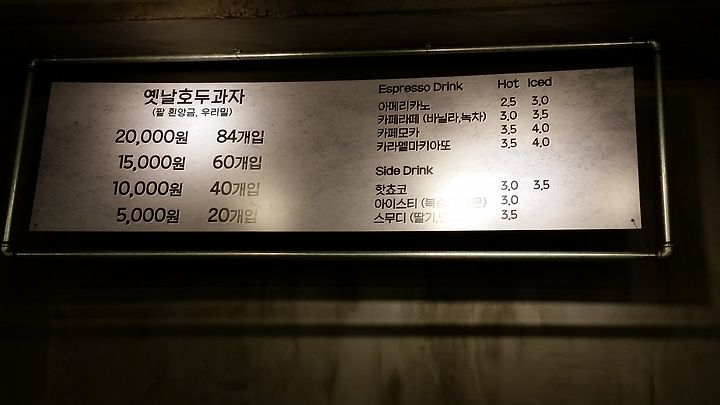 옛날호두과자
(팥 흰앙금, 우리밀)
20,000원 84개입
15,000원 60개입
10,000원 40개입
5,000원 20개입
Espresso Drink Hot Iced
아메리카노 2,5 3,0
카페라떼 (바닐라,녹차) 3,0 3,5
카페모카 3,5 4,0
카라멜마키아또 3,5 4,0
Side Drink
핫쵸코 3,0 3,5
아이스티 3,0
스무디 (딸기, 3,5